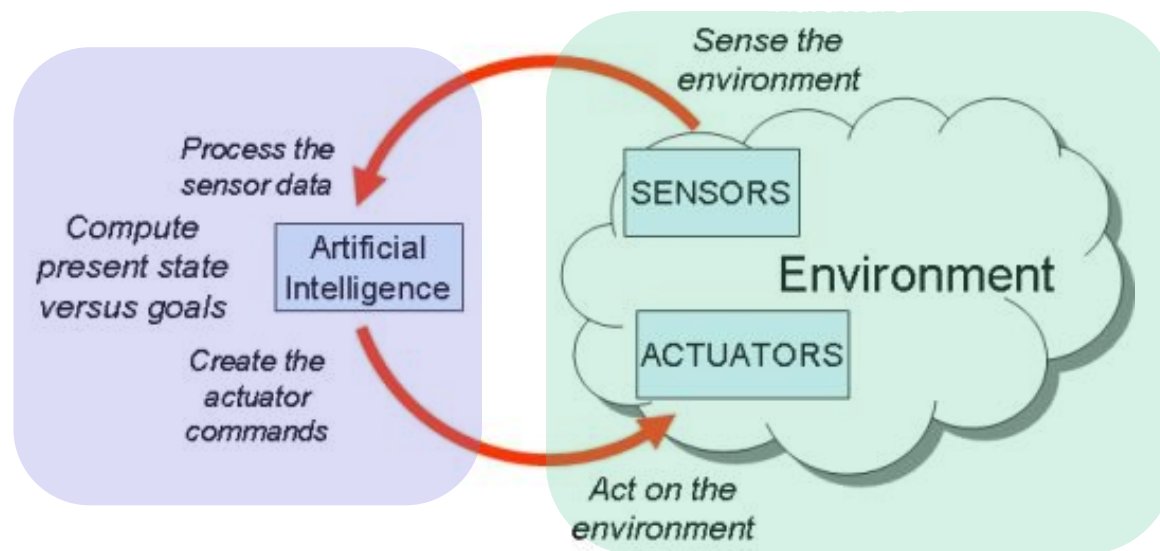 Sense the
environment
Process the
sensor data
SENSORS
Compute
present state
versus goals
Artificial
Intelligence
Environment
ACTUATORS
Create the
actuator
commands
Act on the
environment